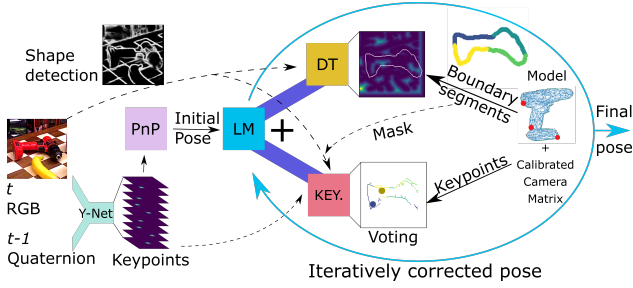 Shape
detection
DT
Boundary
segments
Model
PnP
Initial
Pose
LM
+
Mask
Final
pose
+
Calibrated
Camera
Matrix
t
RGB
Y-Net
t-1
Quaternion
Keypoints
KEY.
Voting
Keypoints
Iteratively corrected pose